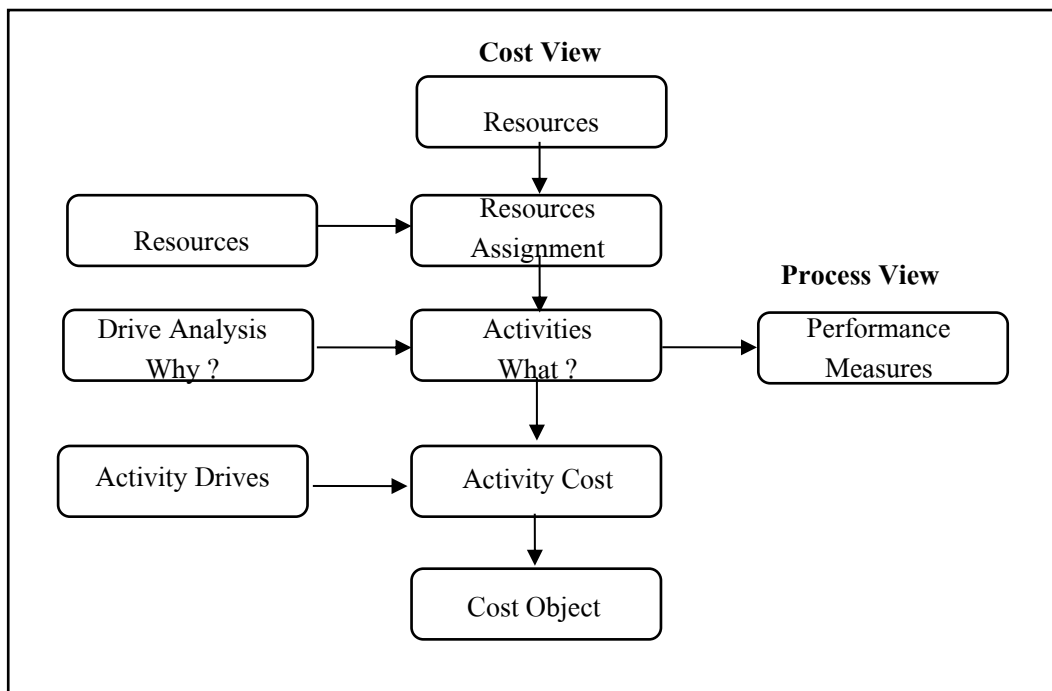 Cost View
Resources
Resources
Resources
Assignment
Process View
Drive Analysis
Why ?
Activities
What ?
Performance
Measures
Activity Drives
Activity Cost
Cost Object